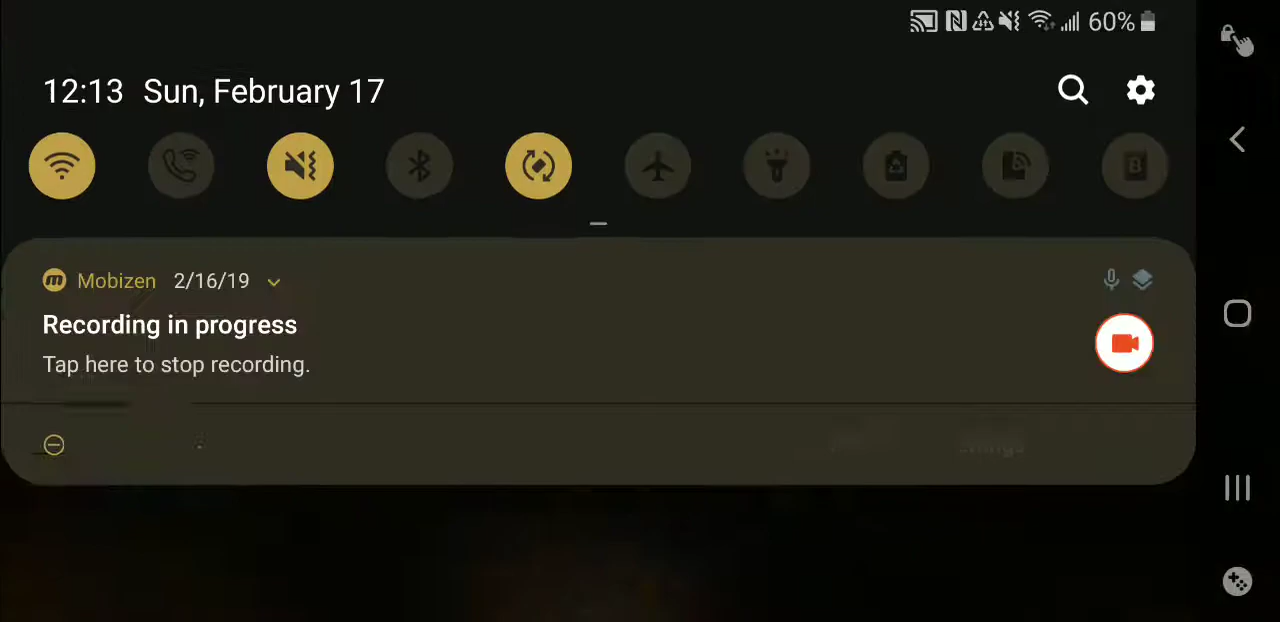 60%
12:13 Sun, February 17
Mobizen 2/16/19
Recording in progress
Tap here to stop recording.